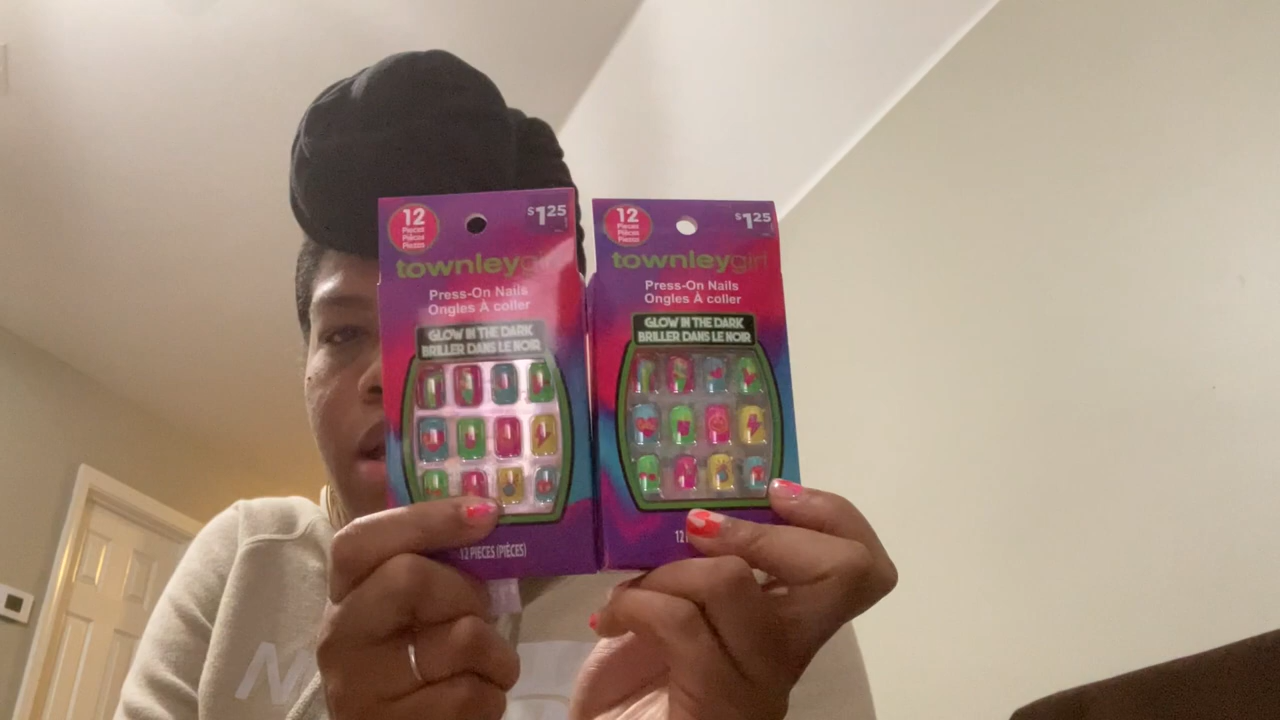 12
Pieces
Pièces
Piezas
$1.25
townleygirl
Press-On Nails
Ongles À coller
GLOW IN THE DARK
BRILLER DANS LE NOIR
12 PIECES (PIÈCES)
12
Pieces
Pièces
Piezas
$1.25
townleygirl
Press-On Nails
Ongles À coller
GLOW IN THE DARK
BRILLER DANS LE NOIR
12
N